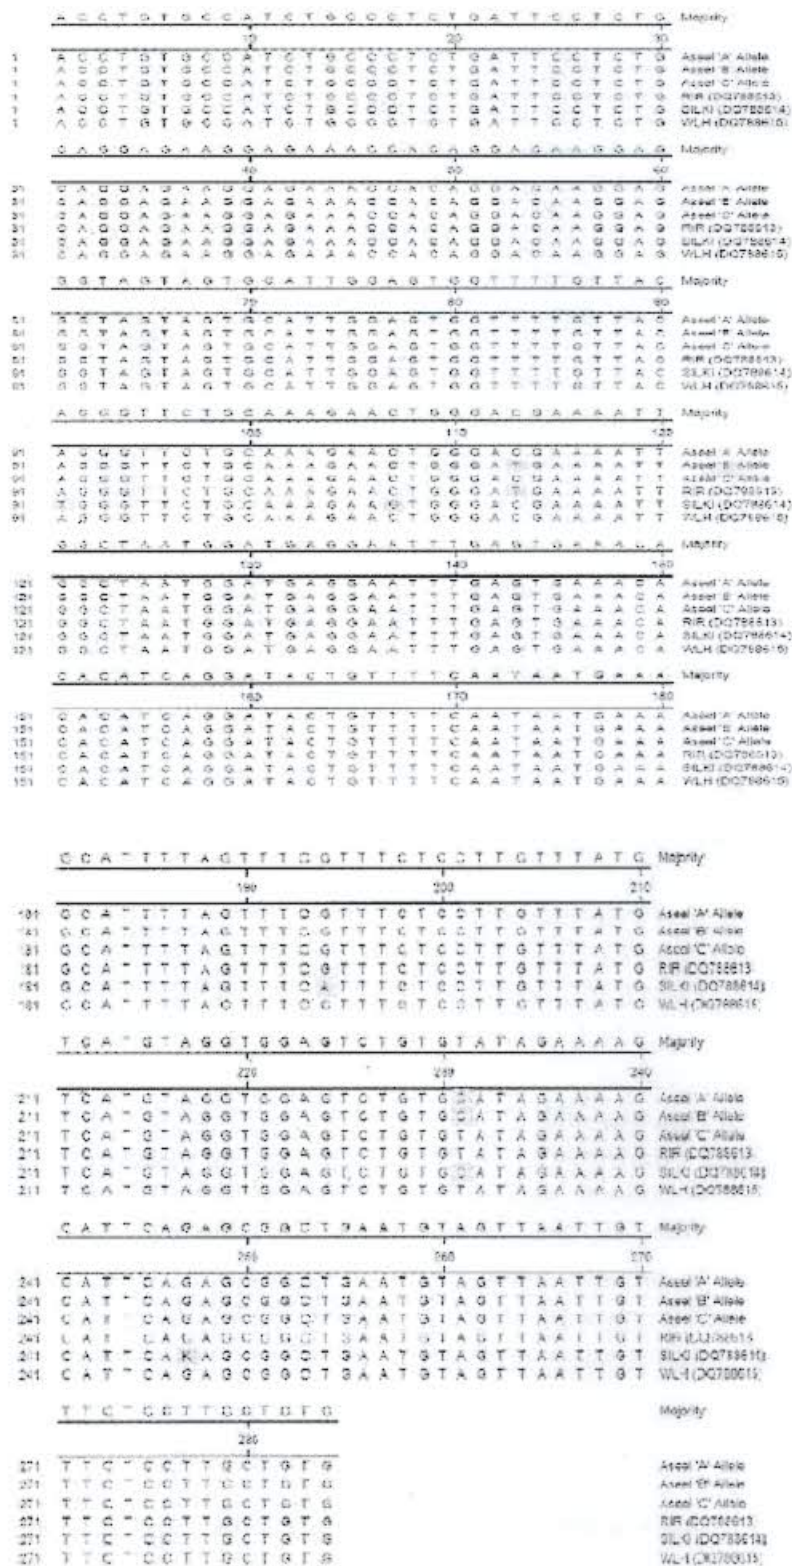 A C C T G T G C C A T C T G C C C T C T G A T T C C T C T G Majority
10 20 30
1 A C C T G T G C C A T C T G C C C T C T G A T T C C T C T G Aseel 'A' Allele
1 A C C T G T G C C A T C T G C C C T C T G A T T C C T C T G Aseel 'B' Allele
1 A C C T G T G C C A T C T G C C C T C T G A T T C C T C T G Aseel 'C' Allele
1 A C C T G T G C C A T C T G C C C T C T G A T T C C T C T G RIR (DQ788613)
1 A C C T G T G C C A T C T G C C C T C T G A T T C C T C T G SILKI (DQ788614)
1 A C C T G T G C C A T C T G C C C T C T G A T T C C T C T G WLH (DQ788615)
C A G G A G A A G G A G A A A C C A C A G G A G A A G G A G Majority
40 50 60
31 C A G G A G A A G G A G A A A C C A C A G G A G A A G G A G Aseel 'A' Allele
31 C A G G A G A A G G A G A A A C C A C A G G A G A A G G A G Aseel 'B' Allele
31 C A G G A G A A G G A G A A A C C A C A G G A C A A G G A G Aseel 'C' Allele
31 C A G G A G A A G G A G A A A C C A C A G G A C A A G G A G RIR (DQ788613)
31 C A G G A G A A G G A G A A A C C A C A G G A C A A G G A G SILKI (DQ788614)
31 C A G G A G A A G G A G A A A C C A C A G G A C A A G G A G WLH (DQ788615)
G G T A G T A G T G C A T T G G A G T G G T T T T G T T A C Majority
70 80 90
61 G G T A G T A G T G C A T T G G A G T G G T T T T G T T A C Aseel 'A' Allele
61 G G T A G T A G T G C A T T G G A G T G G T T T T G T T A C Aseel 'B' Allele
61 G G T A G T A G T G C A T T G G A G T G G T T T T G T T A C Aseel 'C' Allele
61 G G T A G T A G T G C A T T G G A G T G G T T T T G T T A C RIR (DQ788613)
61 G G T A G T A G T G C A T T G G A G T G G T T T T G T T A C SILKI (DQ788614)
61 G G T A G T A G T G C A T T G G A G T G G T T T T G T T A C WLH (DQ788615)
A G G G T T C T G C A A A G A A C T G G G A C G A A A A T T Majority
100 110 120
91 A G G G T T C T G C A A A G A A C T G G G A C G A A A A T T Aseel 'A' Allele
91 A G G G T T C T G C A A A G A A C T G G G A T G A A A A T T Aseel 'B' Allele
91 A G G G T T C T G C A A A G A A C T G G G A C G A A A A T T Aseel 'C' Allele
91 A G G G T T C T G C A A A G A A C T G G G A T G A A A A T T RIR (DQ788613)
91 T G G G T T C T G C A A A G A A G T G G G A C G A A A A T T SILKI (DQ788614)
91 A G G G T T C T G C A A A G A A C T G G G A C G A A A A T T WLH (DQ788615)
G G C T A A T G G A T G A G G A A T T T G A G T G A A A C A Majority
130 140 150
121 G G C T A A T G G A T G A G G A A T T T G A G T G A A A C A Aseel 'A' Allele
121 G G C T A A T G G A T G A G G A A T T T G A G T G A A A C A Aseel 'B' Allele
121 G G C T A A T G G A T G A G G A A T T T G A G T G A A A C A Aseel 'C' Allele
121 G G C T A A T G G A T G A G G A A T T T G A G T G A A A C A RIR (DQ788613)
121 G G C T A A T G G A T G A G G A A T T T G A G T G A A A C A SILKI (DQ788614)
121 G G C T A A T G G A T G A G G A A T T T G A G T G A A A C A WLH (DQ788615)
C A C A T C A G G A T A C T G T T T T C A A T A A T G A A A Majority
160 170 180
151 C A C A T C A G G A T A C T G T T T T C A A T A A T G A A A Aseel 'A' Allele
151 C A C A T C A G G A T A C T G T T T T C A A T A A T G A A A Aseel 'B' Allele
151 C A C A T C A G G A T A C T G T T T T C A A T A A T G A A A Aseel 'C' Allele
151 C A C A T C A G G A T A C T G T T T T C A A T A A T G A A A RIR (DQ788613)
151 C A C A T C A G G A T A C T G T T T T C A A T A A T G A A A SILKI (DQ788614)
151 C A C A T C A G G A T A C T G T T T T C A A T A A T G A A A WLH (DQ788615)
G C A T T T T A G T T T C G T T T C T C C T T G T T T A T G Majority
190 200 210
181 G C A T T T T A G T T T C G T T T C T C C T T G T T T A T G Aseel 'A' Allele
181 G C A T T T T A G T T T C G T T T C T C C T T G T T T A T G Aseel 'B' Allele
181 G C A T T T T A G T T T C G T T T C T C C T T G T T T A T G Aseel 'C' Allele
181 G C A T T T T A G T T T C G T T T C T C C T T G T T T A T G RIR (DQ788613)
181 G C A T T T T A G T T T C A T T T C T C C T T G T T T A T G SILKI (DQ788614)
181 G C A T T T T A G T T T C G T T T C T C C T T G T T T A T G WLH (DQ788615)
T C A T G T A G G T G G A G T C T G T G T A T A G A A A A G Majority
220 230 240
211 T C A T G T A G G T G G A G T C T G T G C A T A G A A A A G Aseel 'A' Allele
211 T C A T G T A G G T G G A G T C T G T G C A T A G A A A A G Aseel 'B' Allele
211 T C A T G T A G G T G G A G T C T G T G T A T A G A A A A G Aseel 'C' Allele
211 T C A T G T A G G T G G A G T C T G T G T A T A G A A A A G RIR (DQ788613)
211 T C A T G T A G G T G G A G T C T G T G C A T A G A A A A G SILKI (DQ788614)
211 T C A T G T A G G T G G A G T C T G T G T A T A G A A A A G WLH (DQ788615)
C A T T C A G A G C G G C T G A A T G T A G T T A A T T G T Majority
250 260 270
241 C A T T C A G A G C G G C T G A A T G T A G T T A A T T G T Aseel 'A' Allele
241 C A T T C A G A G C G G C T G A A T G T A G T T A A T T G T Aseel 'B' Allele
241 C A T T C A G A G C G G C T G A A T G T A G T T A A T T G T Aseel 'C' Allele
241 C A T T C A G A G C G G C T G A A T G T A G T T A A T T G T RIR (DQ788613)
241 C A T T C A K A G C G G C T G A A T G T A G T T A A T T G T SILKI (DQ788614)
241 C A T T C A G A G C G G C T G A A T G T A G T T A A T T G T WLH (DQ788615)
T T C T C C T T G C T G T G Majority
280
271 T T C T C C T T G C T G T G Aseel 'A' Allele
271 T T C T C C T T G C T G T G Aseel 'B' Allele
271 T T C T C C T T G C T G T G Aseel 'C' Allele
271 T T C T C C T T G C T G T G RIR (DQ788613)
271 T T C T C C T T G C T G T G SILKI (DQ788614)
271 T T C T C C T T G C T G T G WLH (DQ788615)